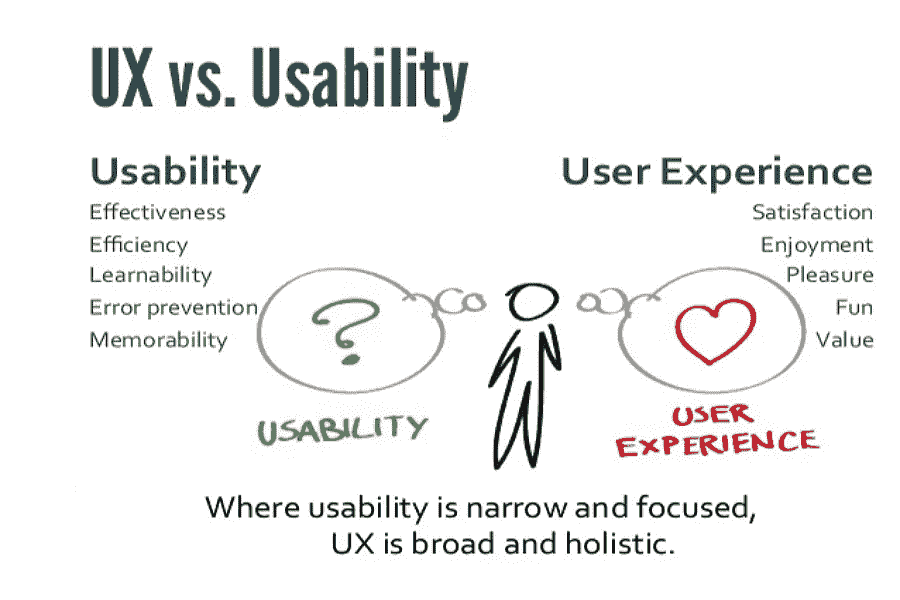 UX vs. Usability
Usability
Effectiveness
Efficiency
Learnability
Error prevention
Memorability
User Experience
Satisfaction
Enjoyment
Pleasure
Fun
Value
USABILITY
USER
EXPERIENCE
Where usability is narrow and focused,
UX is broad and holistic.